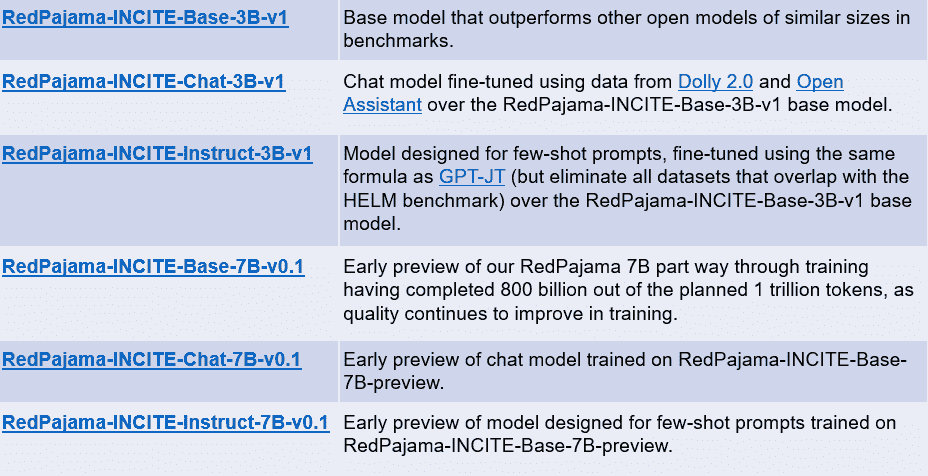 RedPajama-INCITE-Base-3B-v1
Base model that outperforms other open models of similar sizes in
benchmarks.
RedPajama-INCITE-Chat-3B-v1
Chat model fine-tuned using data from Dolly 2.0 and Open
Assistant over the RedPajama-INCITE-Base-3B-v1 base model.
RedPajama-INCITE-Instruct-3B-v1
Model designed for few-shot prompts, fine-tuned using the same
formula as GPT-JT (but eliminate all datasets that overlap with the
HELM benchmark) over the RedPajama-INCITE-Base-3B-v1 base
model.
RedPajama-INCITE-Base-7B-v0.1
Early preview of our RedPajama 7B part way through training
having completed 800 billion out of the planned 1 trillion tokens, as
quality continues to improve in training.
RedPajama-INCITE-Chat-7B-v0.1
Early preview of chat model trained on RedPajama-INCITE-Base-
7B-preview.
RedPajama-INCITE-Instruct-7B-v0.1
Early preview of model designed for few-shot prompts trained on
RedPajama-INCITE-Base-7B-preview.